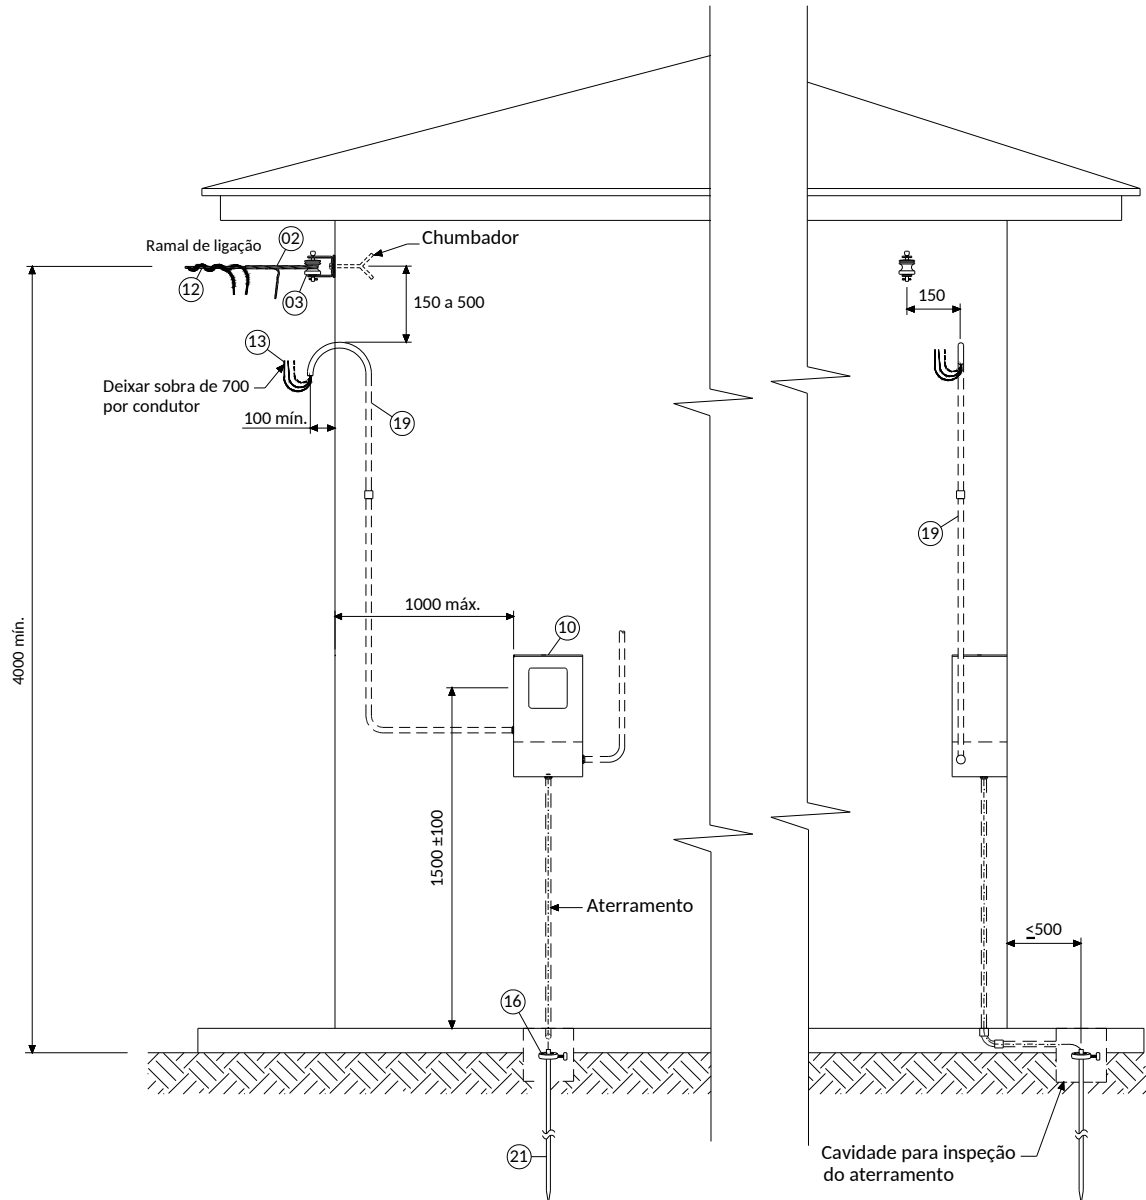 Ramal de ligação
02
Chumbador
12
03
150 a 500
150
13
Deixar sobra de 700
por condutor
100 mín.
19
19
1000 máx.
10
4000 mín.
1500 ±100
Aterramento
≤500
16
21
Cavidade para inspeção
do aterramento